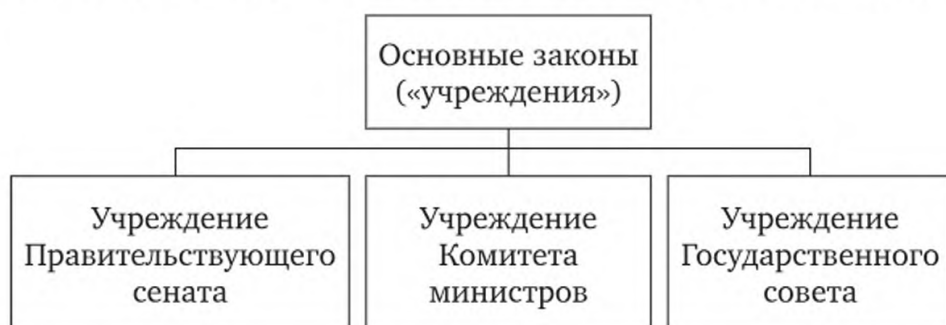 Основные законы
(«учреждения»)
Учреждение
Правительствующего
сената
Учреждение
Комитета
министров
Учреждение
Государственного
совета